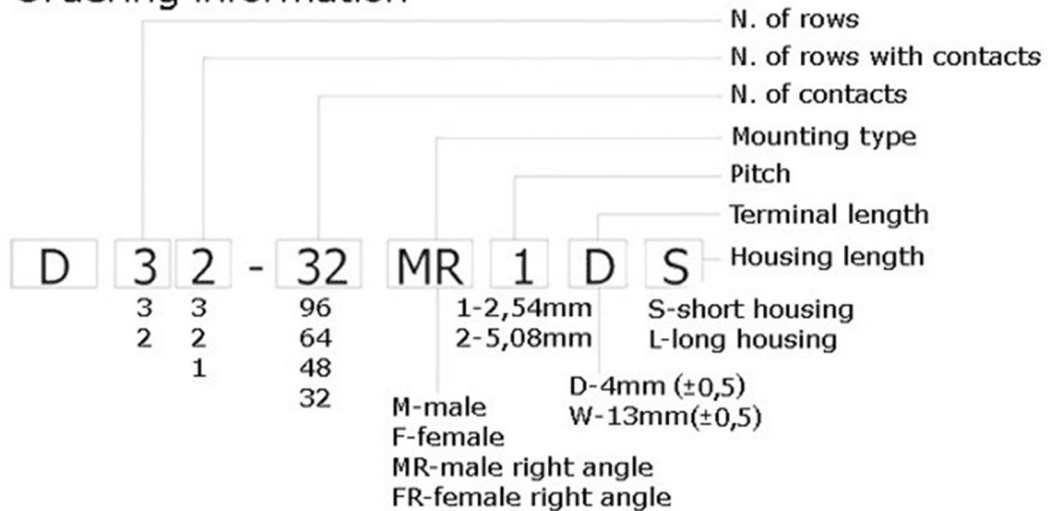 Ordering information
N. of rows
N. of rows with contacts
N. of contacts
Mounting type
Pitch
Terminal length
Housing length
D 3 2 - 32 MR 1 D S
3 3 96 1-2,54mm S-short housing
2 2 64 2-5,08mm L-long housing
1 48
32
D-4mm (±0,5)
W-13mm(±0,5)
M-male
F-female
MR-male right angle
FR-female right angle